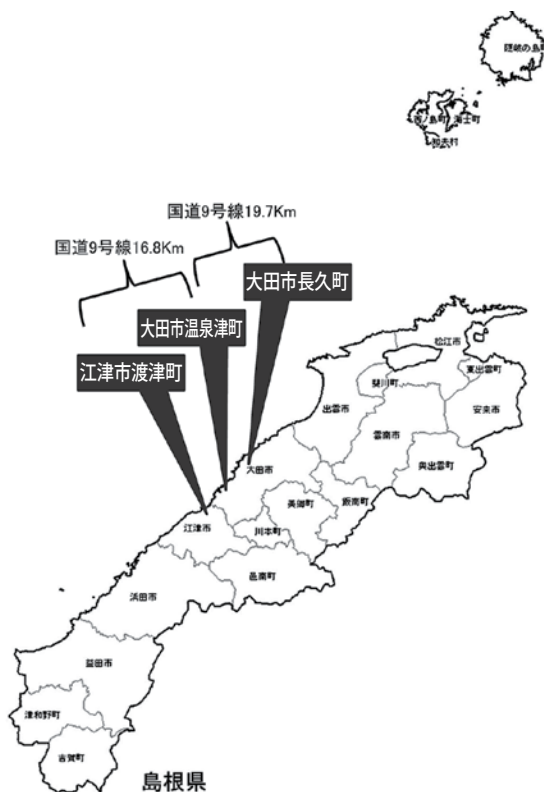 隠岐の島町
西ノ島町
海士町
知夫村
国道9号線19.7Km
国道9号線16.8Km
大田市長久町
大田市温泉津町
江津市渡津町
松江市
東出雲町
斐川町
出雲市
安来市
雲南市
奥出雲町
大田市
飯南町
美郷町
江津市
川本町
邑南町
浜田市
益田市
津和野町
吉賀町
島根県